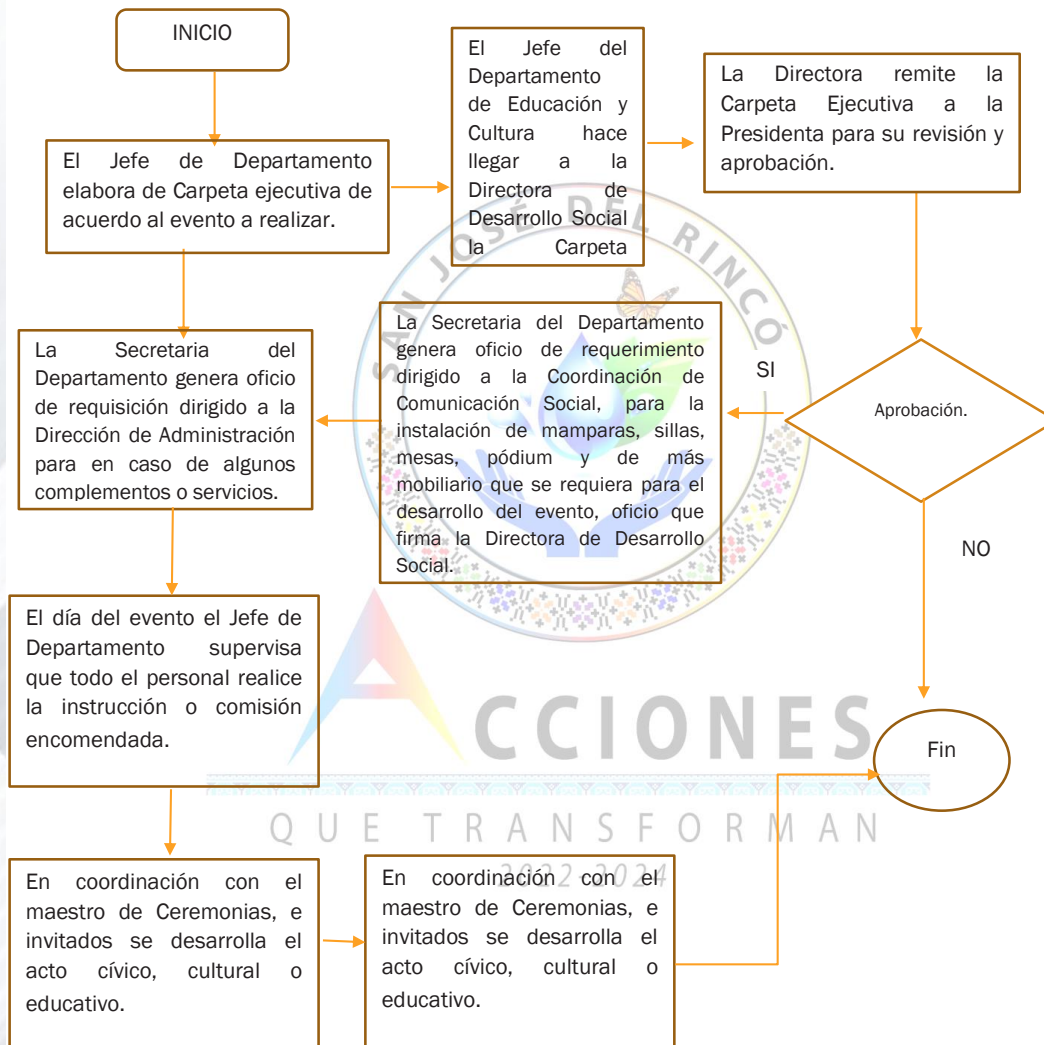 INICIO
El Jefe de Departamento
elabora de Carpeta ejecutiva de
acuerdo al evento a realizar.
El Jefe del
Departamento
de Educación y
Cultura hace
llegar a la
Directora de
Desarrollo Social
la Carpeta
La Directora remite la
Carpeta Ejecutiva a la
Presidenta para su revisión y
aprobación.
Aprobación.
SI
NO
La Secretaria del Departamento
genera oficio de requerimiento
dirigido a la Coordinación de
Comunicación Social, para la
instalación de mamparas, sillas,
mesas, pódium y de más
mobiliario que se requiera para el
desarrollo del evento, oficio que
firma la Directora de Desarrollo
Social.
La Secretaria del
Departamento genera oficio
de requisición dirigido a la
Dirección de Administración
para en caso de algunos
complementos o servicios.
El día del evento el Jefe de
Departamento supervisa
que todo el personal realice
la instrucción o comisión
encomendada.
En coordinación con el
maestro de Ceremonias, e
invitados se desarrolla el
acto cívico, cultural o
educativo.
En coordinación con el
maestro de Ceremonias, e
invitados se desarrolla el
acto cívico, cultural o
educativo.
Fin
SAN JOSÉ DEL RINCÓ
ACCIONES
QUE TRANSFORMAN
2022-2024